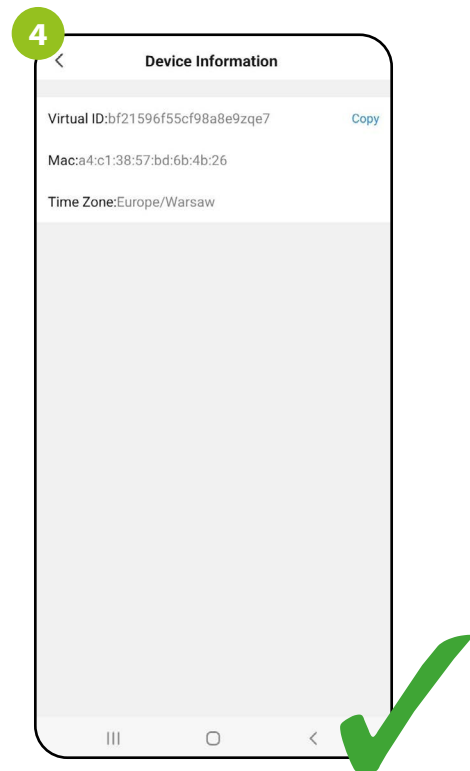 4
Device Information
Virtual ID:bf21596f55cf98a8e9zqe7 Copy
Mac:a4:c1:38:57:bd:6b:4b:26
Time Zone:Europe/Warsaw